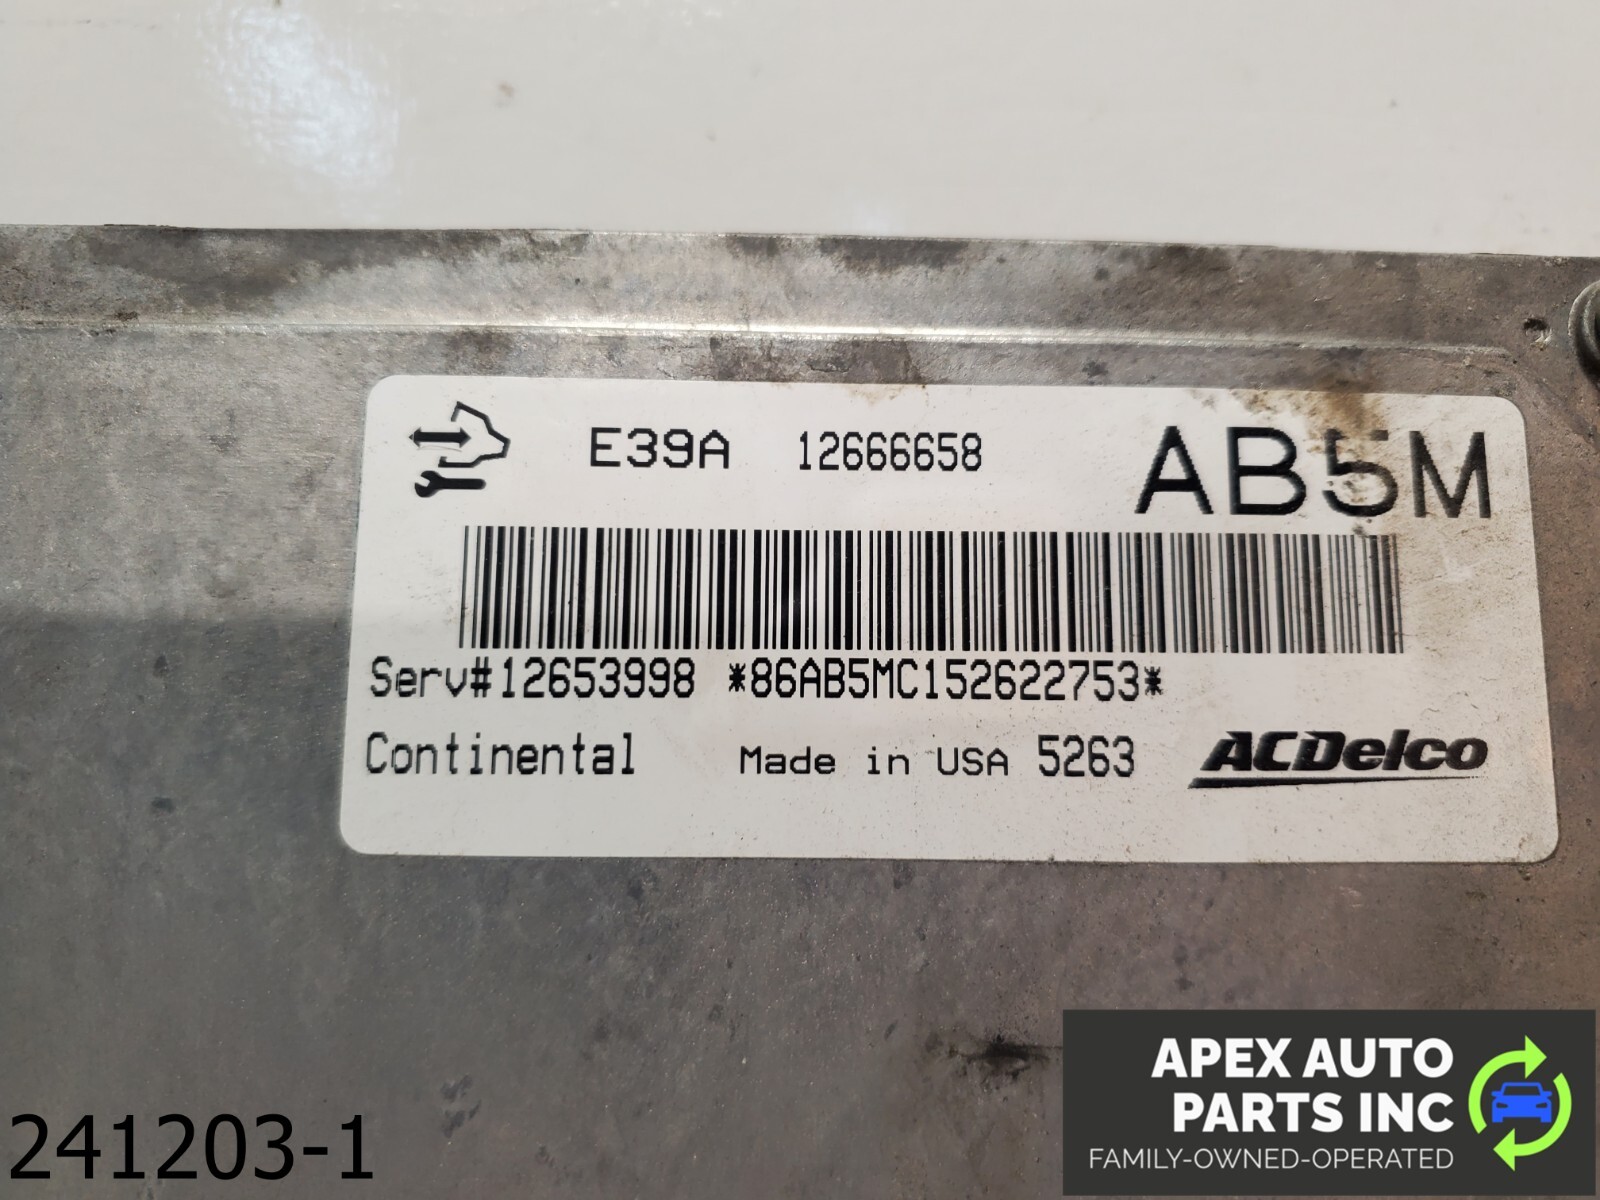 E39A 12666658 AB5M
Serv#12653998 *86AB5MC152622753*
Continental Made in USA 5263 ACDelco
241203-1
APEX AUTO
PARTS INC
FAMILY-OWNED-OPERATED